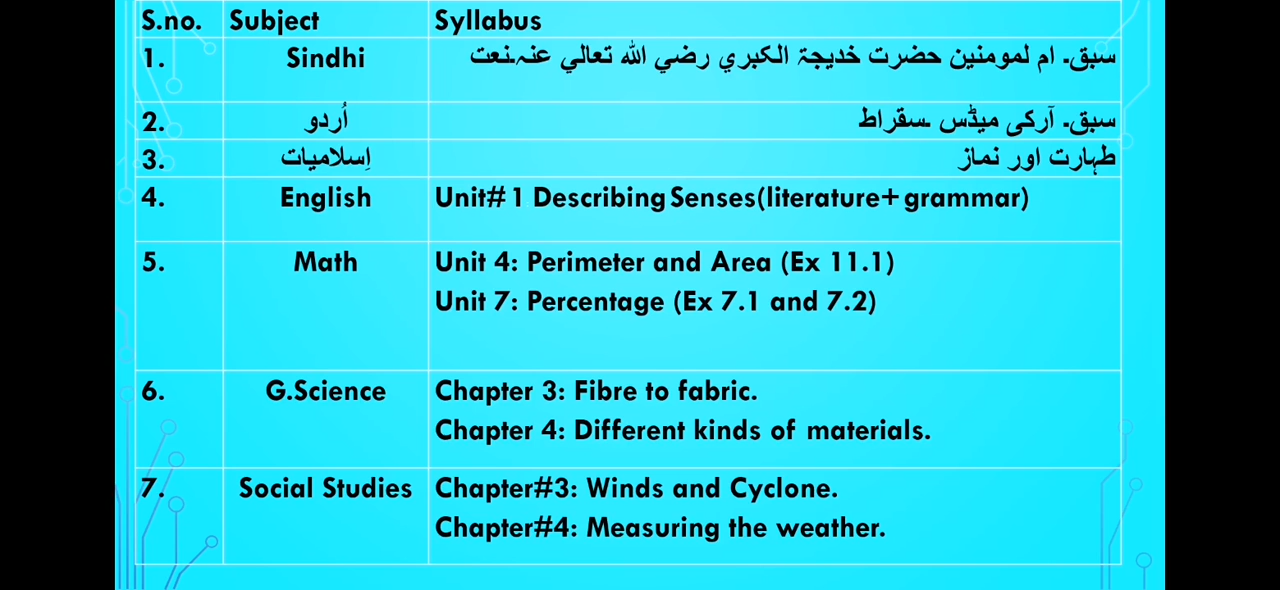 S.no. Subject Syllabus
1. Sindhi سبق۔ ام لمومنين حضرت خديجة الكبري رضي الله تعالي عنہ۔نعت
2. اُردو سبق۔ آرکی میڈس ۔سقراط
3. اِسلامیات طہارت اور نماز
4. English Unit# 1 Describing Senses(literature+ grammar)
5. Math Unit 4: Perimeter and Area (Ex 11.1)
Unit 7: Percentage (Ex 7.1 and 7.2)
6. G.Science Chapter 3: Fibre to fabric.
Chapter 4: Different kinds of materials.
7. Social Studies Chapter#3: Winds and Cyclone.
Chapter#4: Measuring the weather.